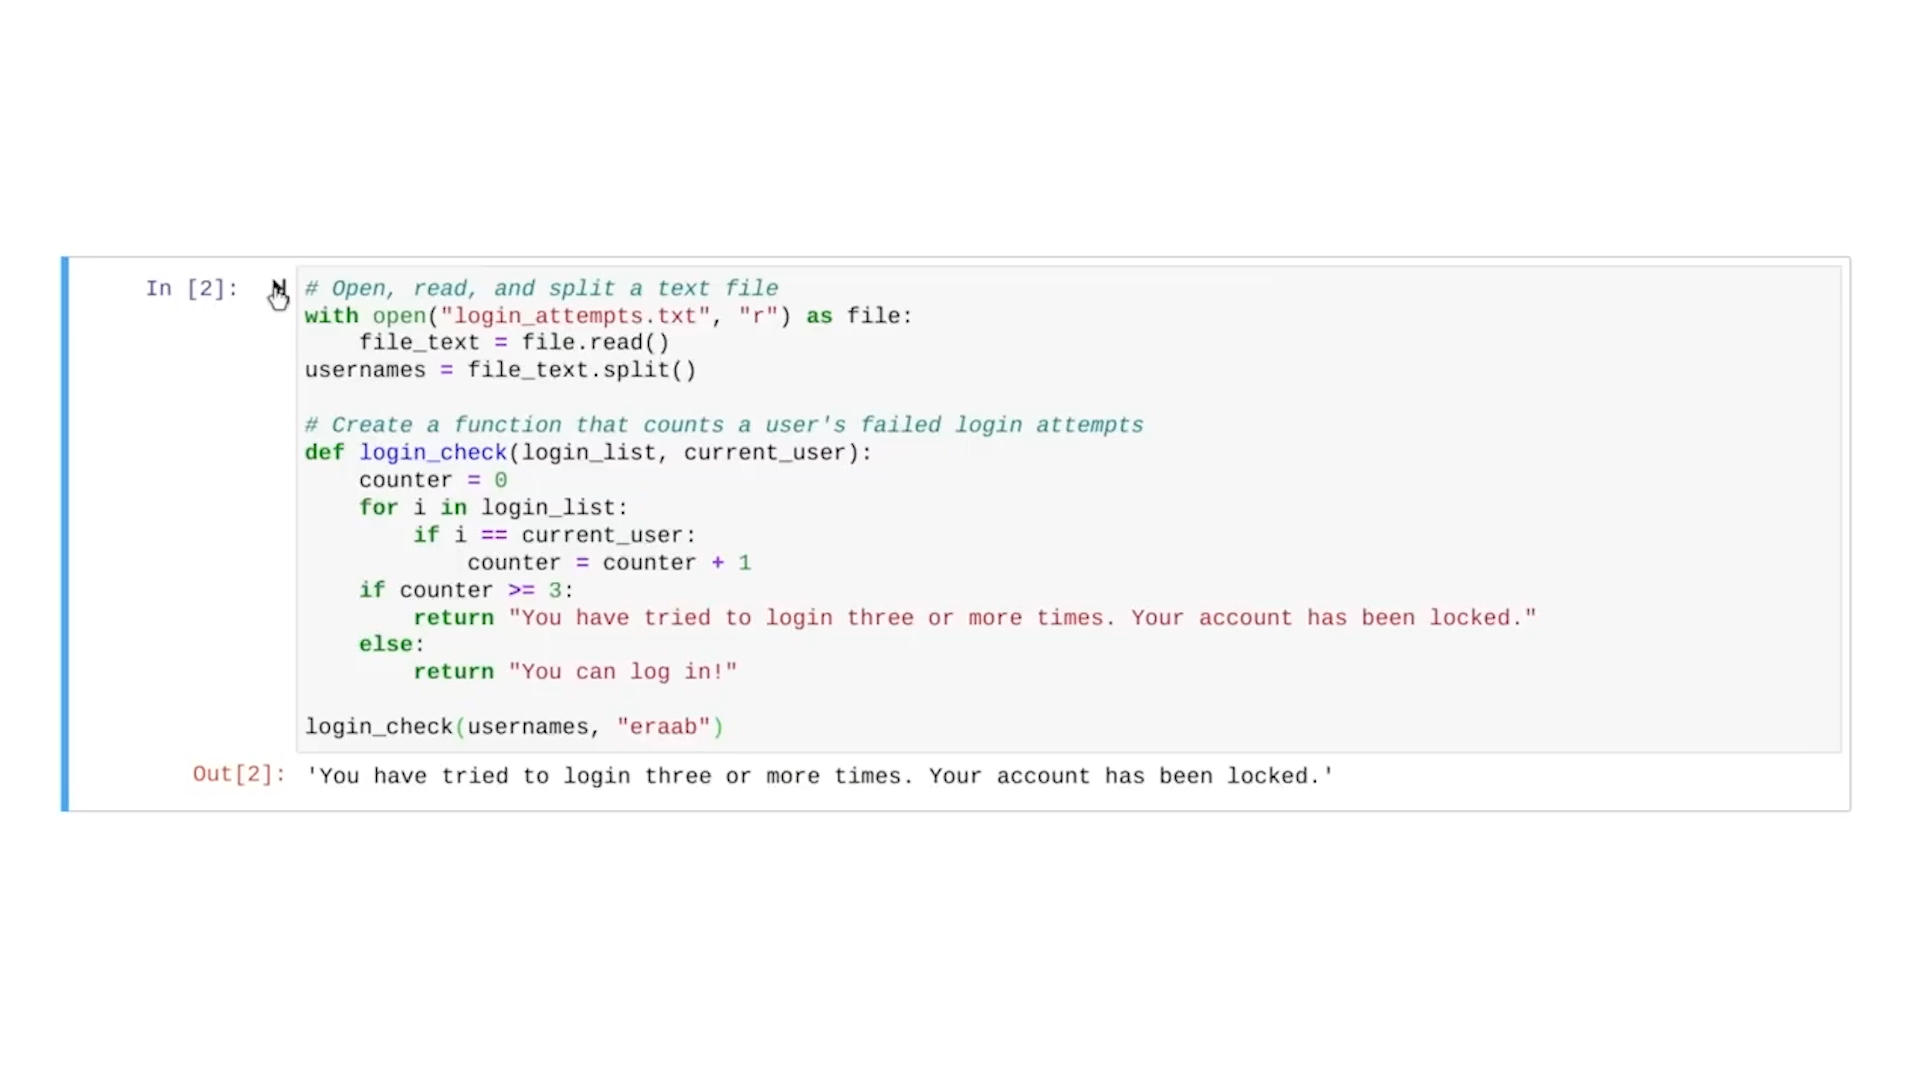 In [2]:
# Open, read, and split a text file
with open("login_attempts.txt", "r") as file:
    file_text = file.read()
usernames = file_text.split()

# Create a function that counts a user's failed login attempts
def login_check(login_list, current_user):
    counter = 0
    for i in login_list:
        if i == current_user:
            counter = counter + 1
    if counter >= 3:
        return "You have tried to login three or more times. Your account has been locked."
    else:
        return "You can log in!"

login_check(usernames, "eraab")
Out[2]: 'You have tried to login three or more times. Your account has been locked.'